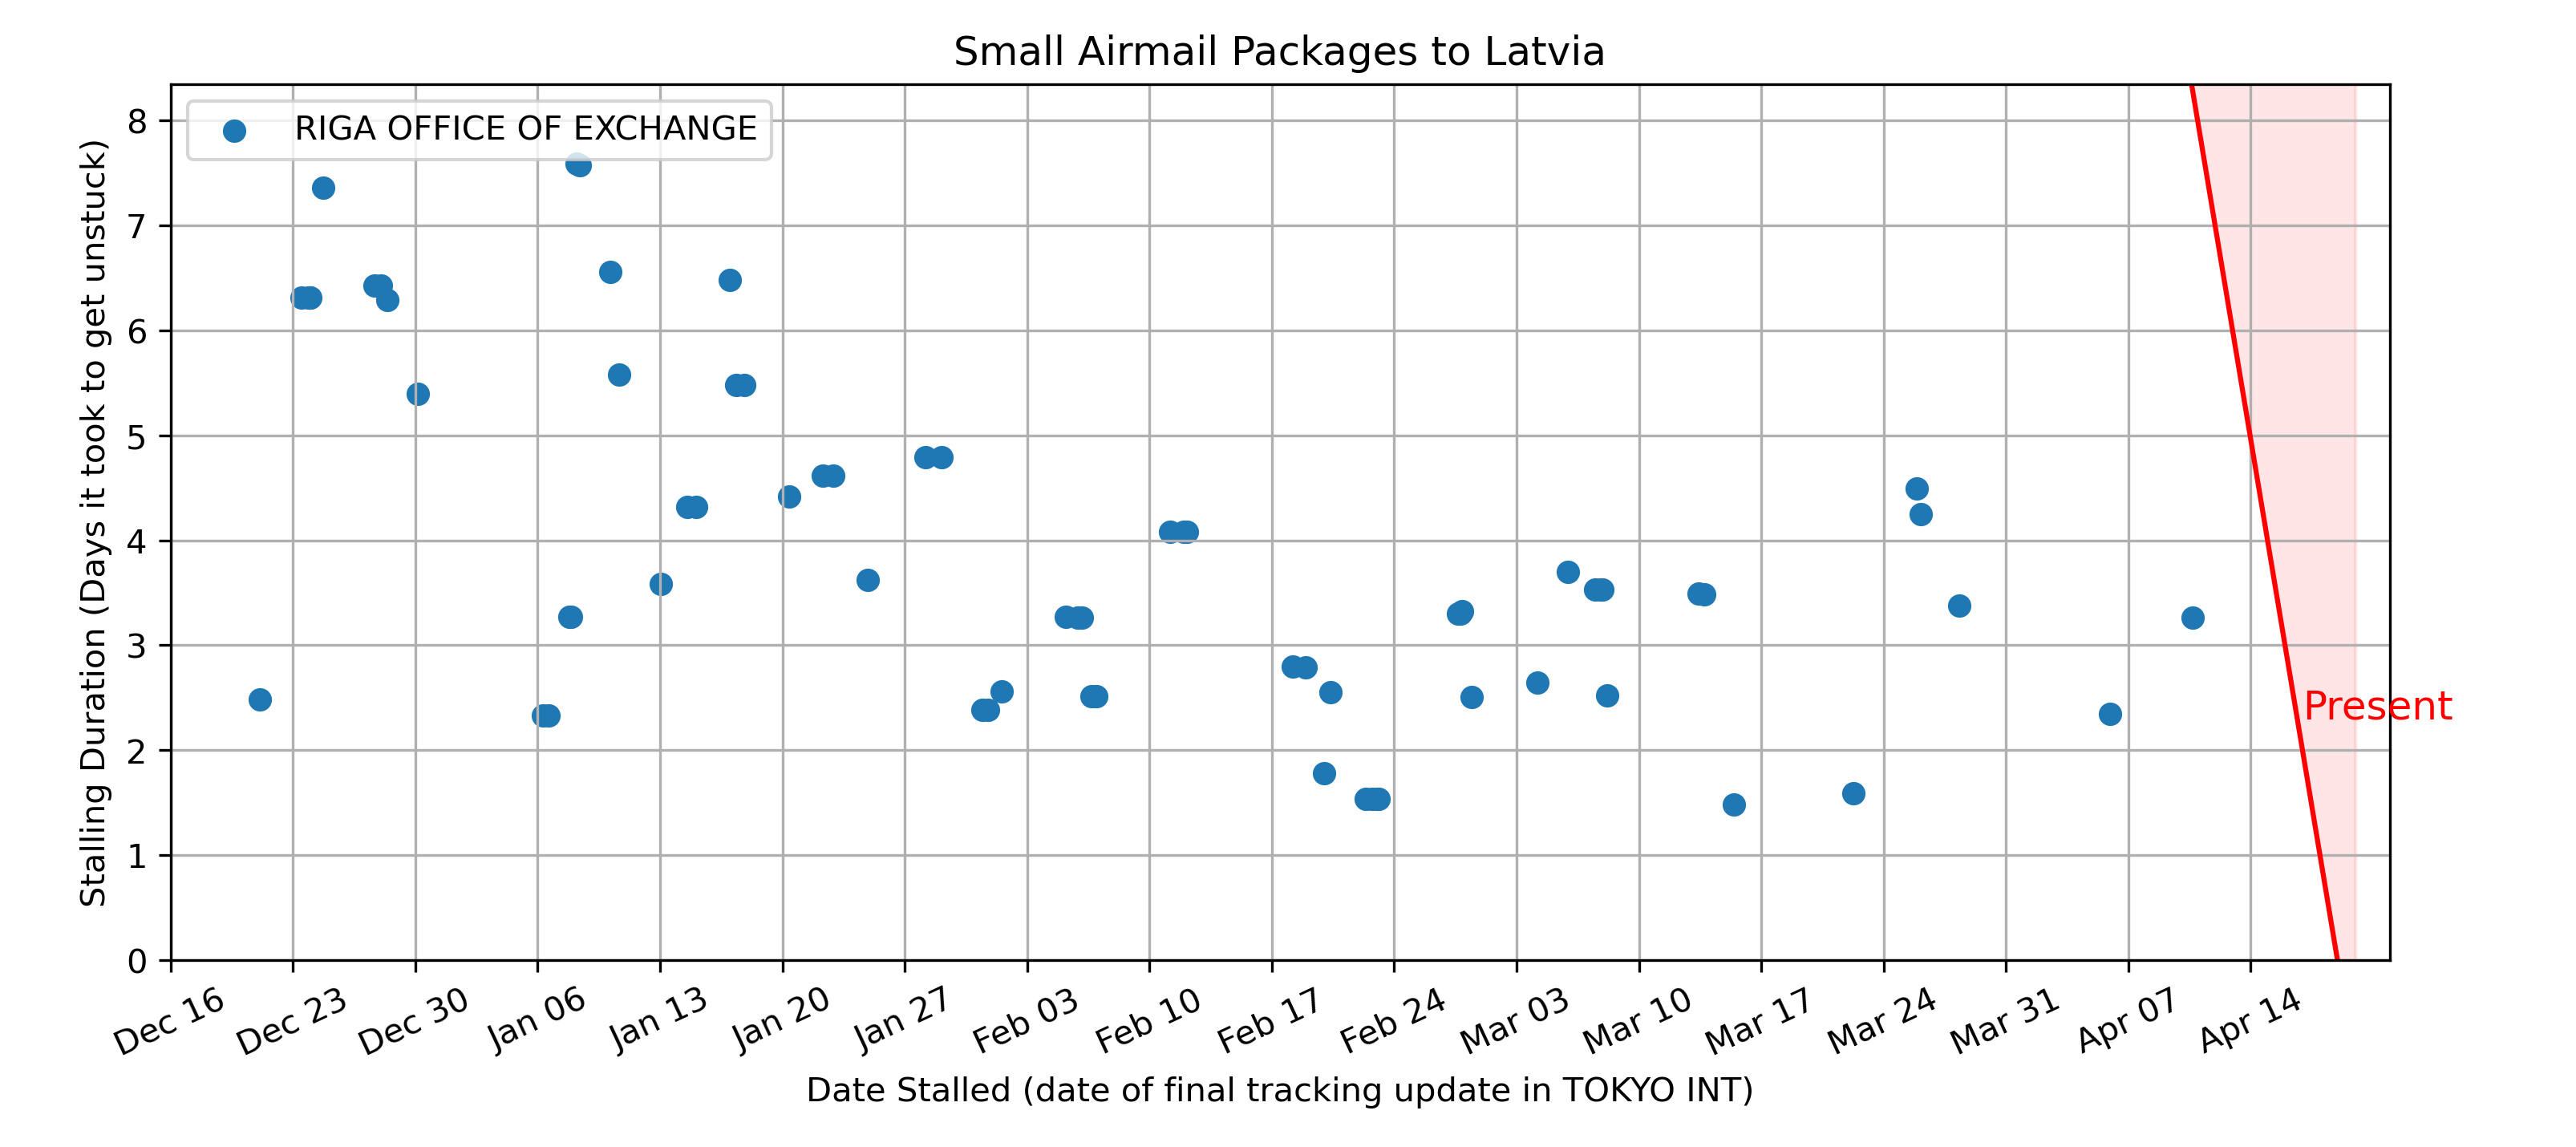 Small Airmail Packages to Latvia
RIGA OFFICE OF EXCHANGE
Stalling Duration (Days it took to get unstuck)
8
7
6
5
4
3
2
1
0
Present
Dec 16
Dec 23
Dec 30
Jan 06
Jan 13
Jan 20
Jan 27
Feb 03
Feb 10
Feb 17
Feb 24
Mar 03
Mar 10
Mar 17
Mar 24
Mar 31
Apr 07
Apr 14
Date Stalled (date of final tracking update in TOKYO INT)